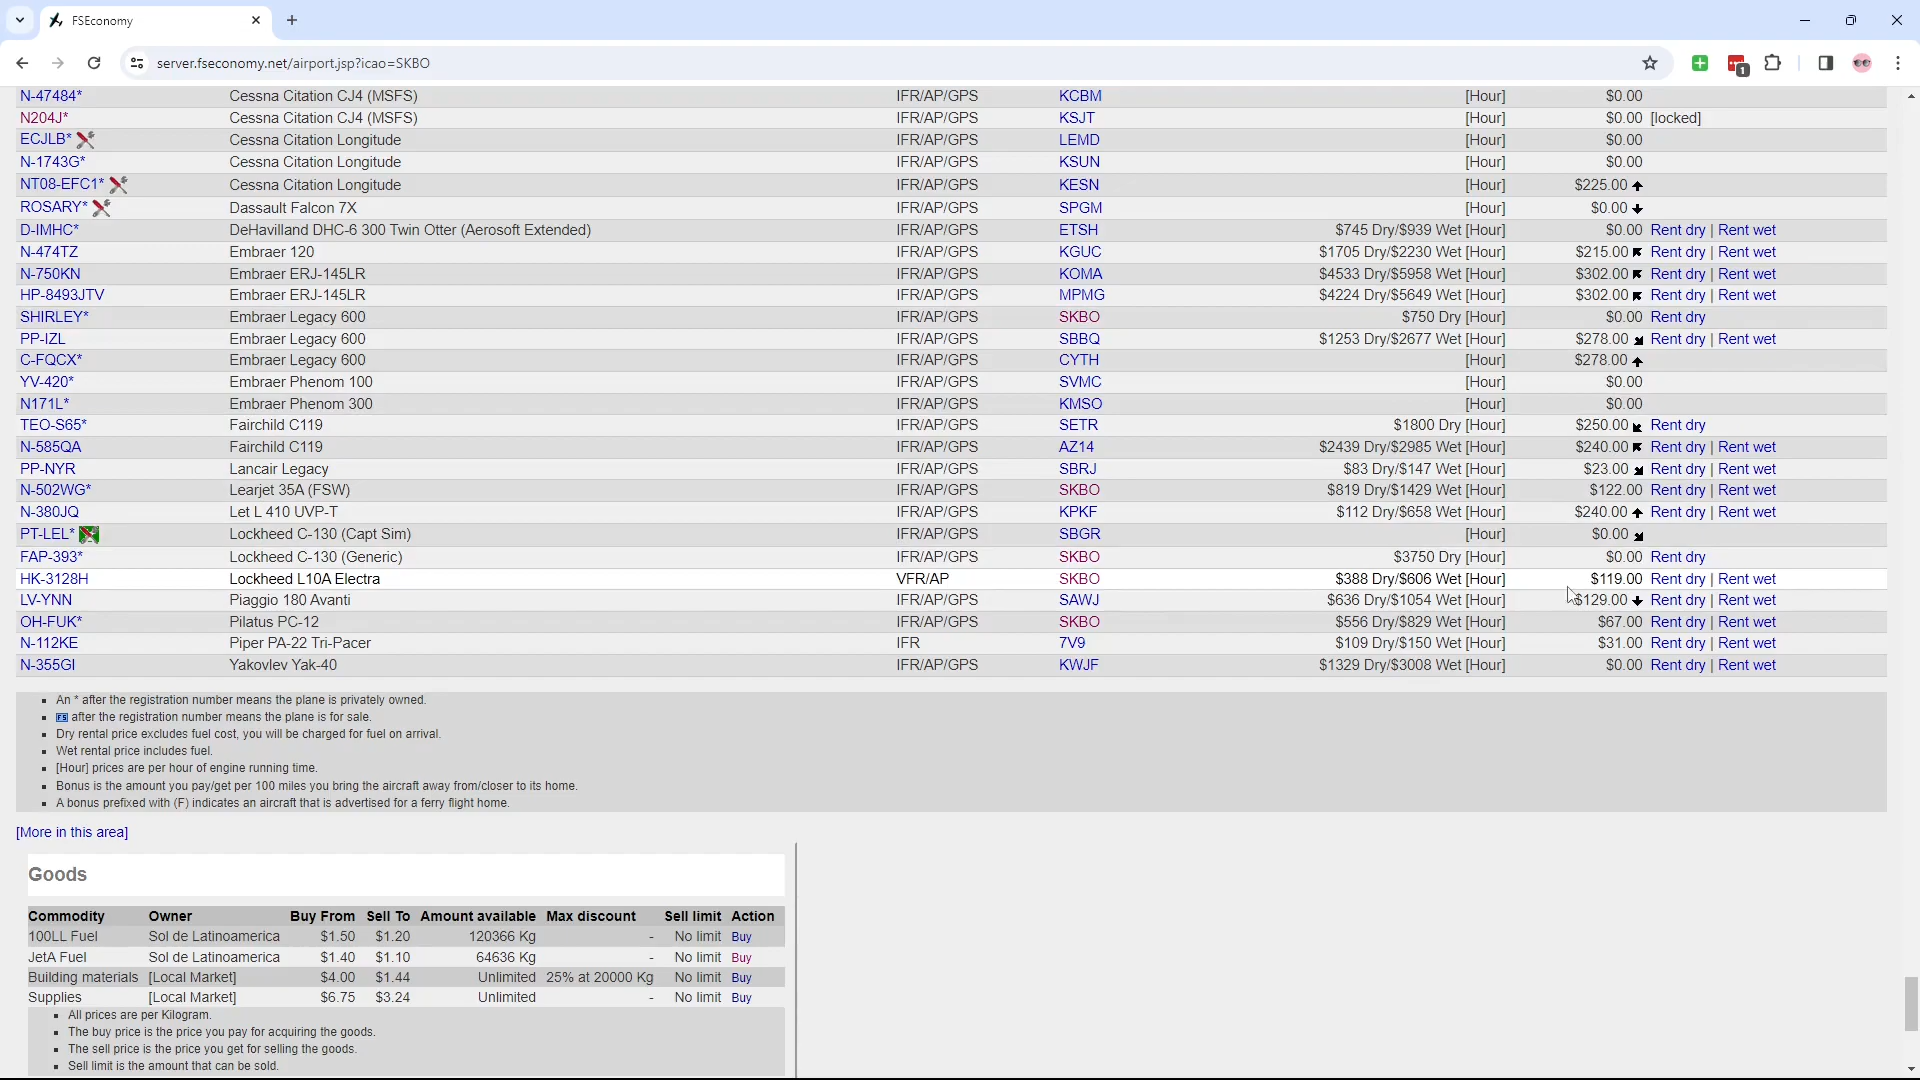 FSEconomy
server.fseconomy.net/airport.jsp?icao=SKBO
1
N-47484* Cessna Citation CJ4 (MSFS) IFR/AP/GPS KCBM [Hour] $0.00
N204J* Cessna Citation CJ4 (MSFS) IFR/AP/GPS KSJT [Hour] $0.00 [locked]
ECJLB* Cessna Citation Longitude IFR/AP/GPS LEMD [Hour] $0.00
N-1743G* Cessna Citation Longitude IFR/AP/GPS KSUN [Hour] $0.00
NT08-EFC1* Cessna Citation Longitude IFR/AP/GPS KESN [Hour] $225.00
ROSARY* Dassault Falcon 7X IFR/AP/GPS SPGM [Hour] $0.00
D-IMHC* DeHavilland DHC-6 300 Twin Otter (Aerosoft Extended) IFR/AP/GPS ETSH $745 Dry/$939 Wet [Hour] $0.00 Rent dry | Rent wet
N-474TZ Embraer 120 IFR/AP/GPS KGUC $1705 Dry/$2230 Wet [Hour] $215.00 Rent dry | Rent wet
N-750KN Embraer ERJ-145LR IFR/AP/GPS KOMA $4533 Dry/$5958 Wet [Hour] $302.00 Rent dry | Rent wet
HP-8493JTV Embraer ERJ-145LR IFR/AP/GPS MPMG $4224 Dry/$5649 Wet [Hour] $302.00 Rent dry | Rent wet
SHIRLEY* Embraer Legacy 600 IFR/AP/GPS SKBO $750 Dry [Hour] $0.00 Rent dry
PP-IZL Embraer Legacy 600 IFR/AP/GPS SBBQ $1253 Dry/$2677 Wet [Hour] $278.00 Rent dry | Rent wet
C-FQCX* Embraer Legacy 600 IFR/AP/GPS CYTH [Hour] $278.00
YV-420* Embraer Phenom 100 IFR/AP/GPS SVMC [Hour] $0.00
N171L* Embraer Phenom 300 IFR/AP/GPS KMSO [Hour] $0.00
TEO-S65* Fairchild C119 IFR/AP/GPS SETR $1800 Dry [Hour] $250.00 Rent dry
N-585QA Fairchild C119 IFR/AP/GPS AZ14 $2439 Dry/$2985 Wet [Hour] $240.00 Rent dry | Rent wet
PP-NYR Lancair Legacy IFR/AP/GPS SBRJ $83 Dry/$147 Wet [Hour] $23.00 Rent dry | Rent wet
N-502WG* Learjet 35A (FSW) IFR/AP/GPS SKBO $819 Dry/$1429 Wet [Hour] $122.00 Rent dry | Rent wet
N-380JQ Let L 410 UVP-T IFR/AP/GPS KPKF $112 Dry/$658 Wet [Hour] $240.00 Rent dry | Rent wet
PT-LEL* Lockheed C-130 (Capt Sim) IFR/AP/GPS SBGR [Hour] $0.00
FAP-393* Lockheed C-130 (Generic) IFR/AP/GPS SKBO $3750 Dry [Hour] $0.00 Rent dry
HK-3128H Lockheed L10A Electra VFR/AP SKBO $388 Dry/$606 Wet [Hour] $119.00 Rent dry | Rent wet
LV-YNN Piaggio 180 Avanti IFR/AP/GPS SAWJ $636 Dry/$1054 Wet [Hour] $129.00 Rent dry | Rent wet
OH-FUK* Pilatus PC-12 IFR/AP/GPS SKBO $556 Dry/$829 Wet [Hour] $67.00 Rent dry | Rent wet
N-112KE Piper PA-22 Tri-Pacer IFR 7V9 $109 Dry/$150 Wet [Hour] $31.00 Rent dry | Rent wet
N-355GI Yakovlev Yak-40 IFR/AP/GPS KWJF $1329 Dry/$3008 Wet [Hour] $0.00 Rent dry | Rent wet
An * after the registration number means the plane is privately owned.
after the registration number means the plane is for sale.
Dry rental price excludes fuel cost, you will be charged for fuel on arrival.
Wet rental price includes fuel.
[Hour] prices are per hour of engine running time.
Bonus is the amount you pay/get per 100 miles you bring the aircraft away from/closer to its home.
A bonus prefixed with (F) indicates an aircraft that is advertised for a ferry flight home.
[More in this area]
Goods
Commodity Owner Buy From Sell To Amount available Max discount Sell limit Action
100LL Fuel Sol de Latinoamerica $1.50 $1.20 120366 Kg - No limit Buy
JetA Fuel Sol de Latinoamerica $1.40 $1.10 64636 Kg - No limit Buy
Building materials [Local Market] $4.00 $1.44 Unlimited 25% at 20000 Kg No limit Buy
Supplies [Local Market] $6.75 $3.24 Unlimited - No limit Buy
All prices are per Kilogram.
The buy price is the price you pay for acquiring the goods.
The sell price is the price you get for selling the goods.
Sell limit is the amount that can be sold.